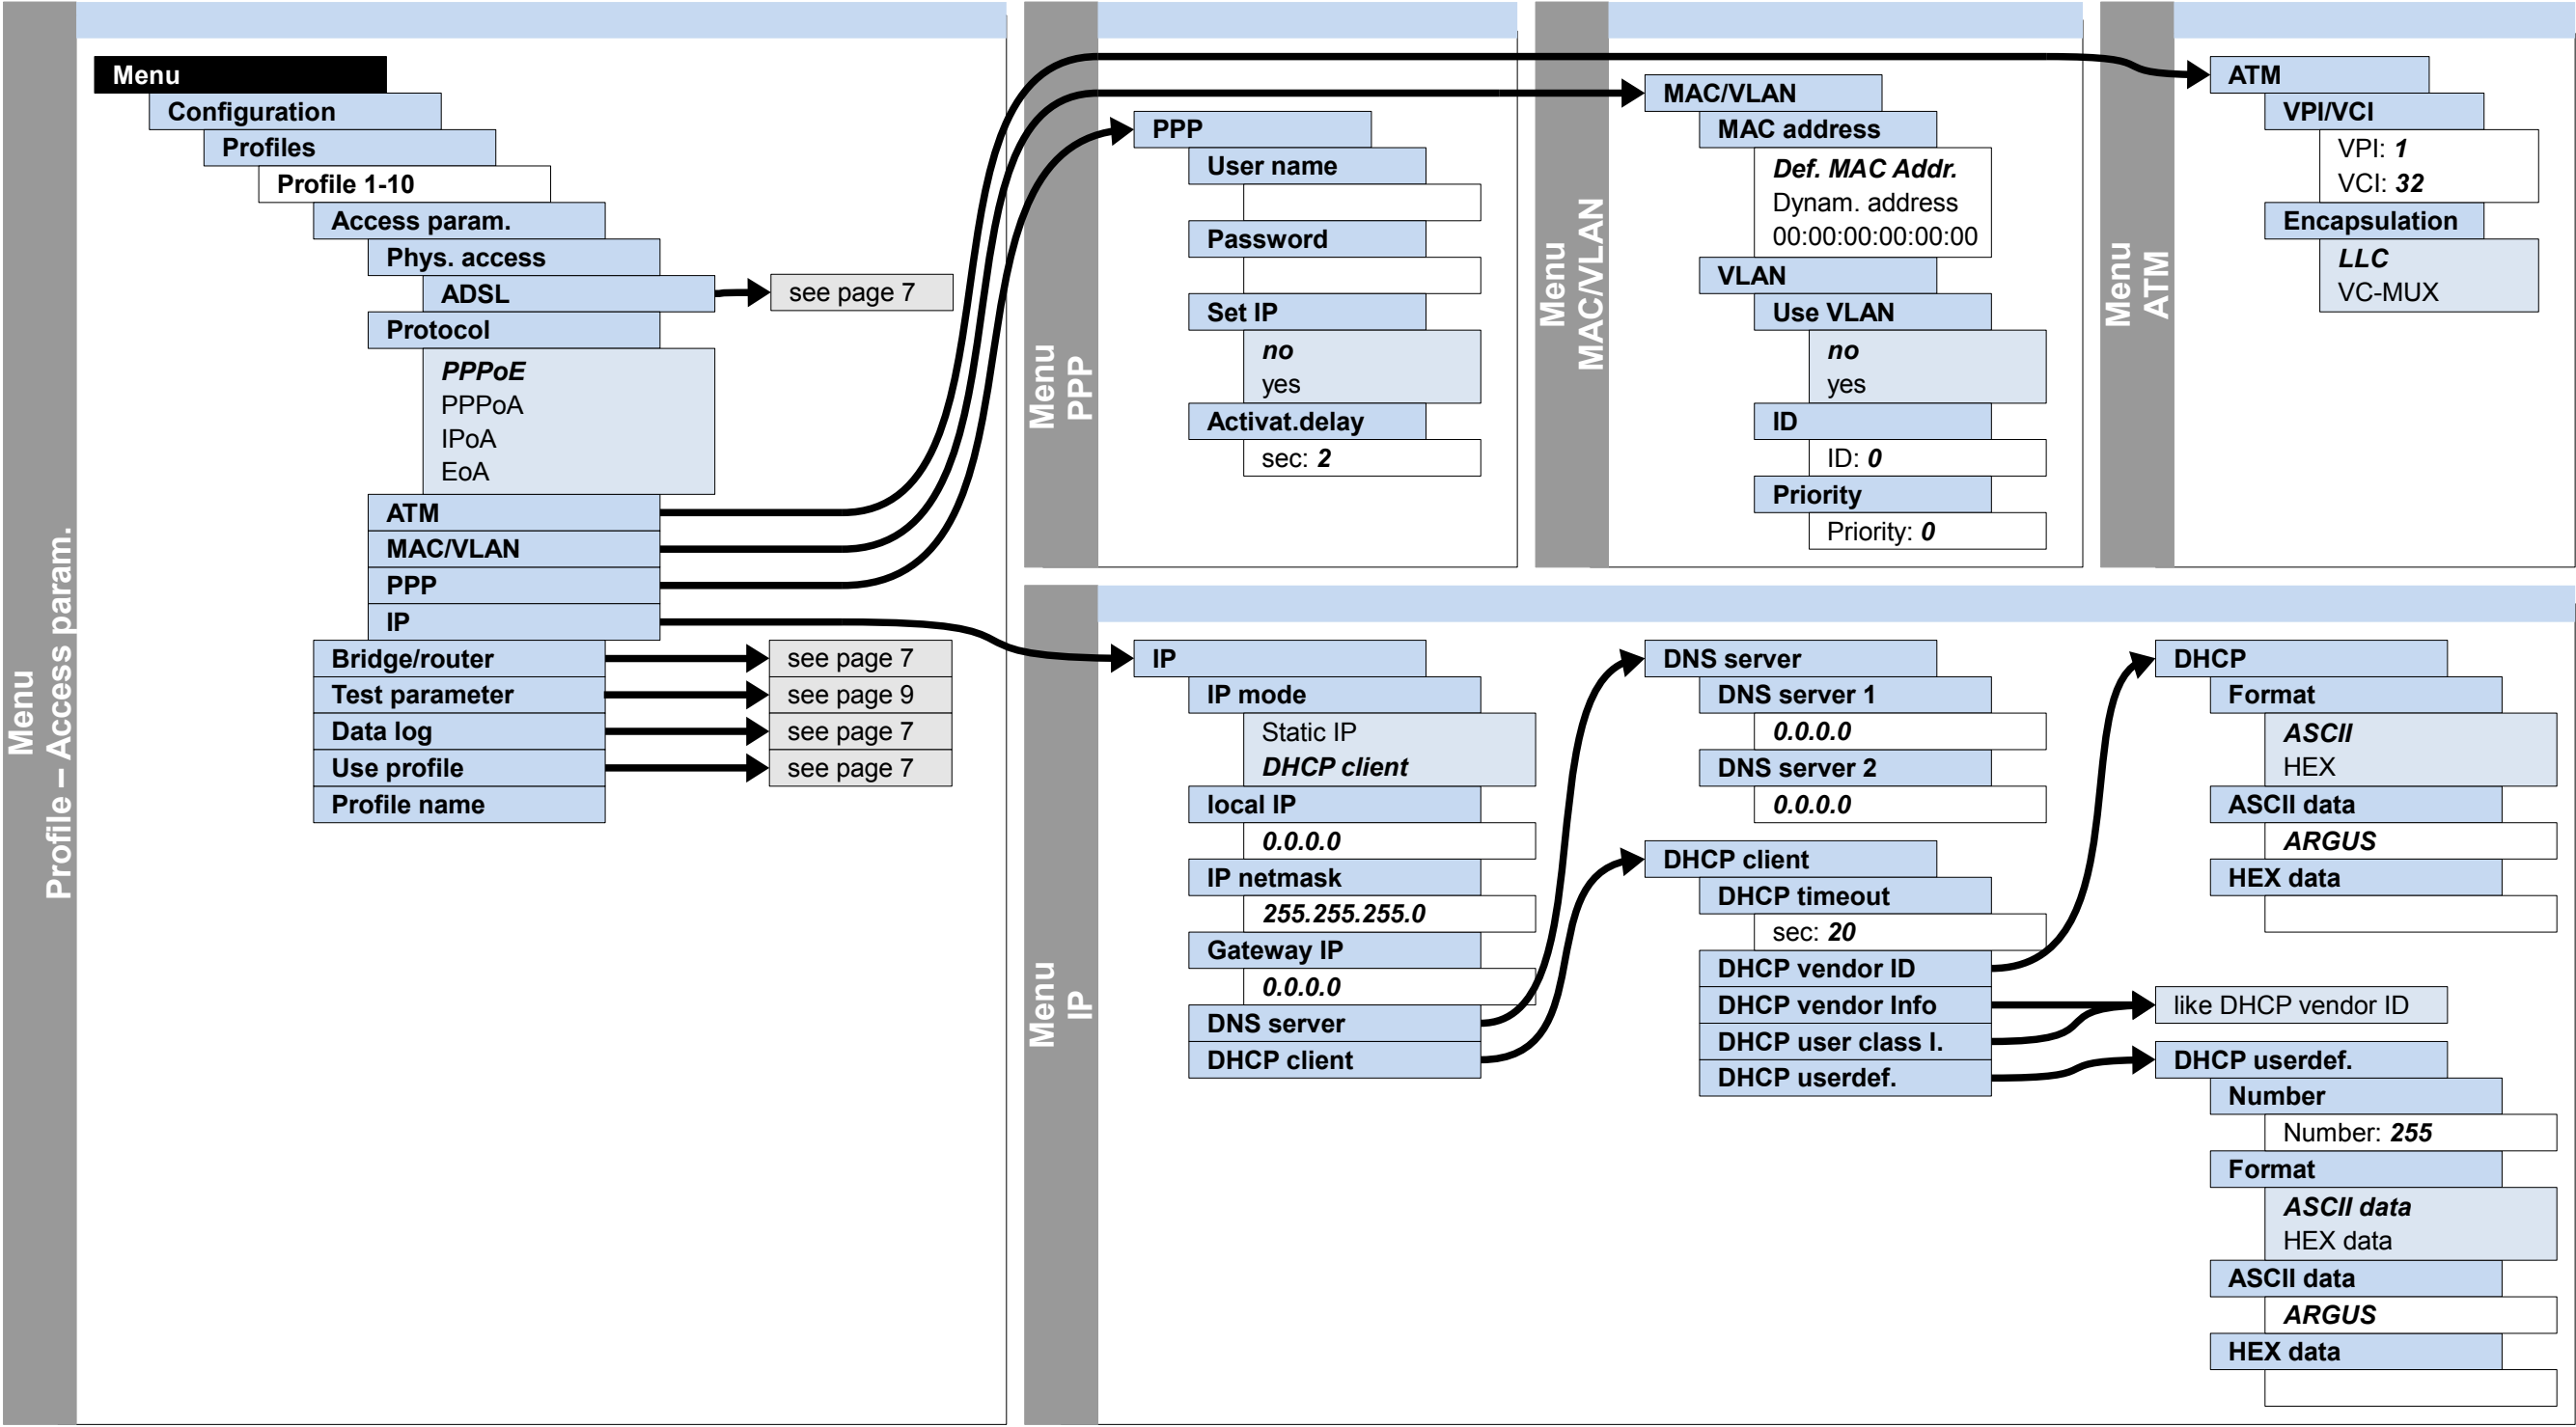 Menu
Profile – Access param.
Menu
Configuration
Profiles
Profile 1-10
Access param.
Phys. access
ADSL
see page 7
Protocol
PPPoE
PPPoA
IPoA
EoA
ATM
MAC/VLAN
PPP
IP
Bridge/router
see page 7
Test parameter
see page 9
Data log
see page 7
Use profile
see page 7
Profile name
Menu
PPP
PPP
User name
Password
Set IP
no
yes
Activat.delay
sec: 2
Menu
MAC/VLAN
MAC/VLAN
MAC address
Def. MAC Addr.
Dynam. address
00:00:00:00:00:00
VLAN
Use VLAN
no
yes
ID
ID: 0
Priority
Priority: 0
Menu
ATM
ATM
VPI/VCI
VPI: 1
VCI: 32
Encapsulation
LLC
VC-MUX
Menu
IP
IP
IP mode
Static IP
DHCP client
local IP
0.0.0.0
IP netmask
255.255.255.0
Gateway IP
0.0.0.0
DNS server
DHCP client
DNS server
DNS server 1
0.0.0.0
DNS server 2
0.0.0.0
DHCP client
DHCP timeout
sec: 20
DHCP vendor ID
DHCP vendor Info
DHCP user class I.
DHCP userdef.
DHCP
Format
ASCII
HEX
ASCII data
ARGUS
HEX data
like DHCP vendor ID
DHCP userdef.
Number
Number: 255
Format
ASCII data
HEX data
ASCII data
ARGUS
HEX data